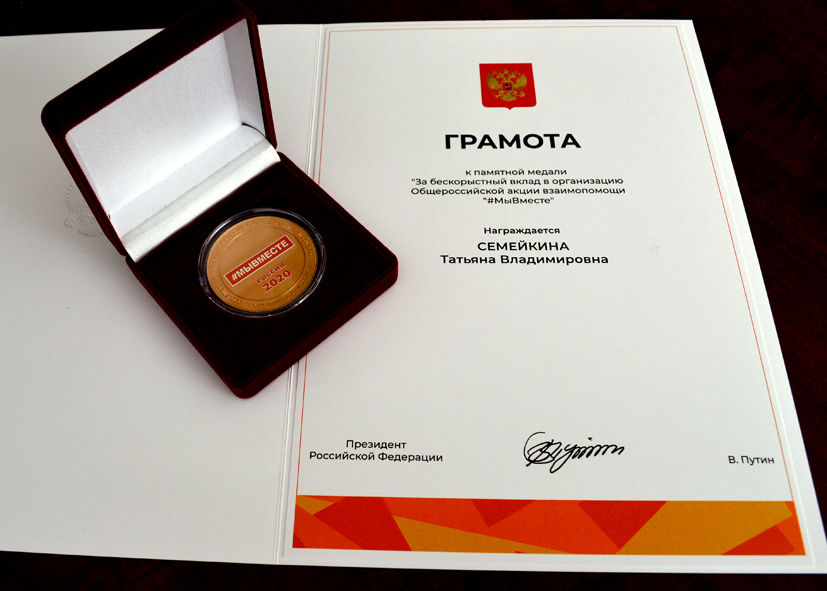 ГРАМОТА
к памятной медали
"За бескорыстный вклад в организацию
Общероссийской акции взаимопомощи
"#МыВместе"
Награждается
СЕМЕЙКИНА
Татьяна Владимировна
Президент
Российской Федерации
В. Путин
#МЫВМЕСТЕ
РОССИЯ
2020